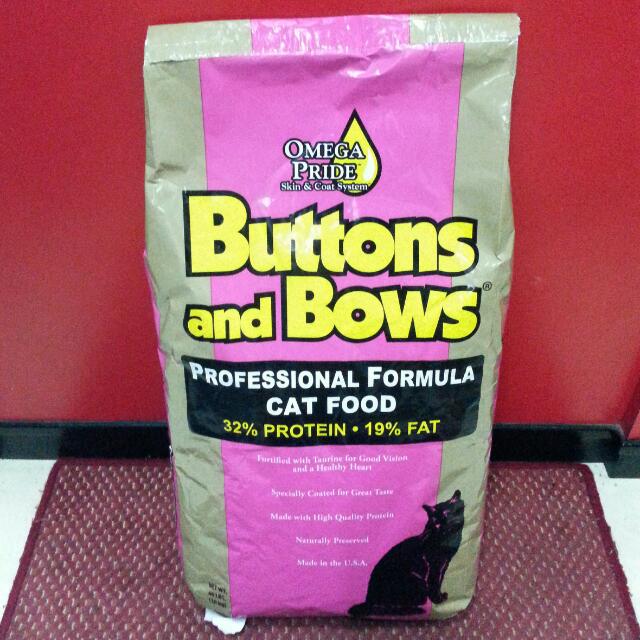 OMEGA
PRIDE
Skin & Coat System
Buttons
and Bows®
PROFESSIONAL FORMULA
CAT FOOD
32% PROTEIN • 19% FAT
Fortified with Taurine for Good Vision
and a Healthy Heart
Specially Coated for Great Taste
Made with High Quality Protein
Naturally Preserved
Made in the U.S.A.
NET WT.
40 LBS.